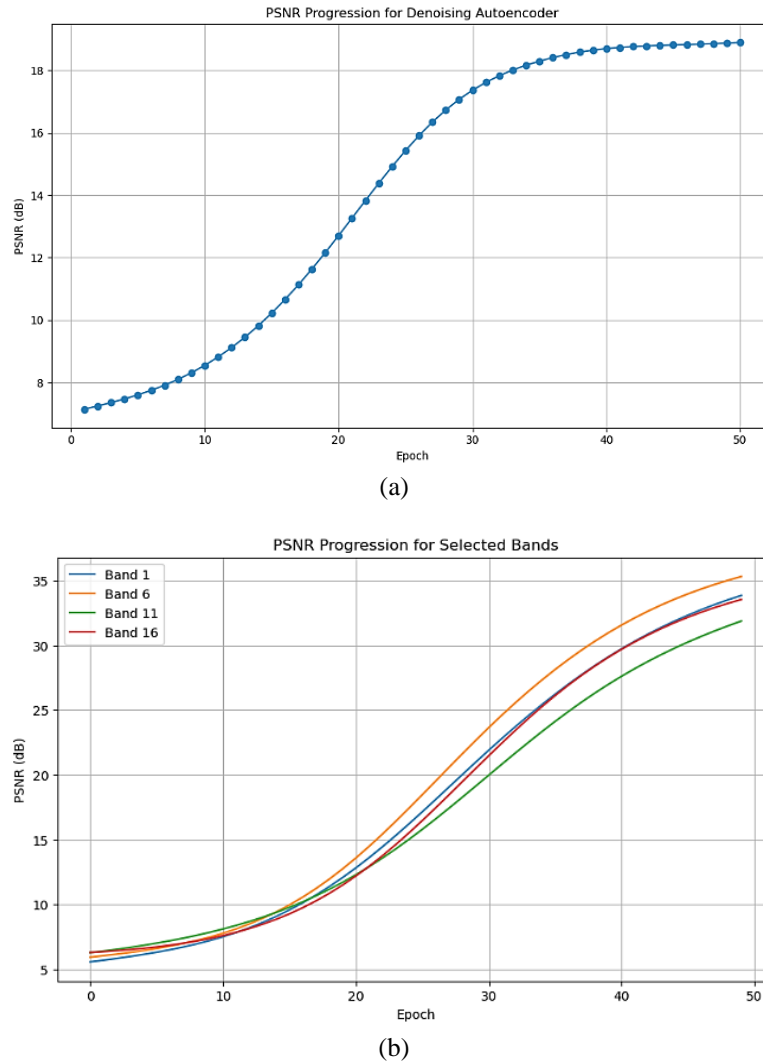 PSNR Progression for Denoising Autoencoder
18
16
14
12
10
8
PSNR (dB)
0 10 20 30 40 50
Epoch
(a)
PSNR Progression for Selected Bands
Band 1
Band 6
Band 11
Band 16
35
30
25
20
15
10
5
PSNR (dB)
0 10 20 30 40 50
Epoch
(b)